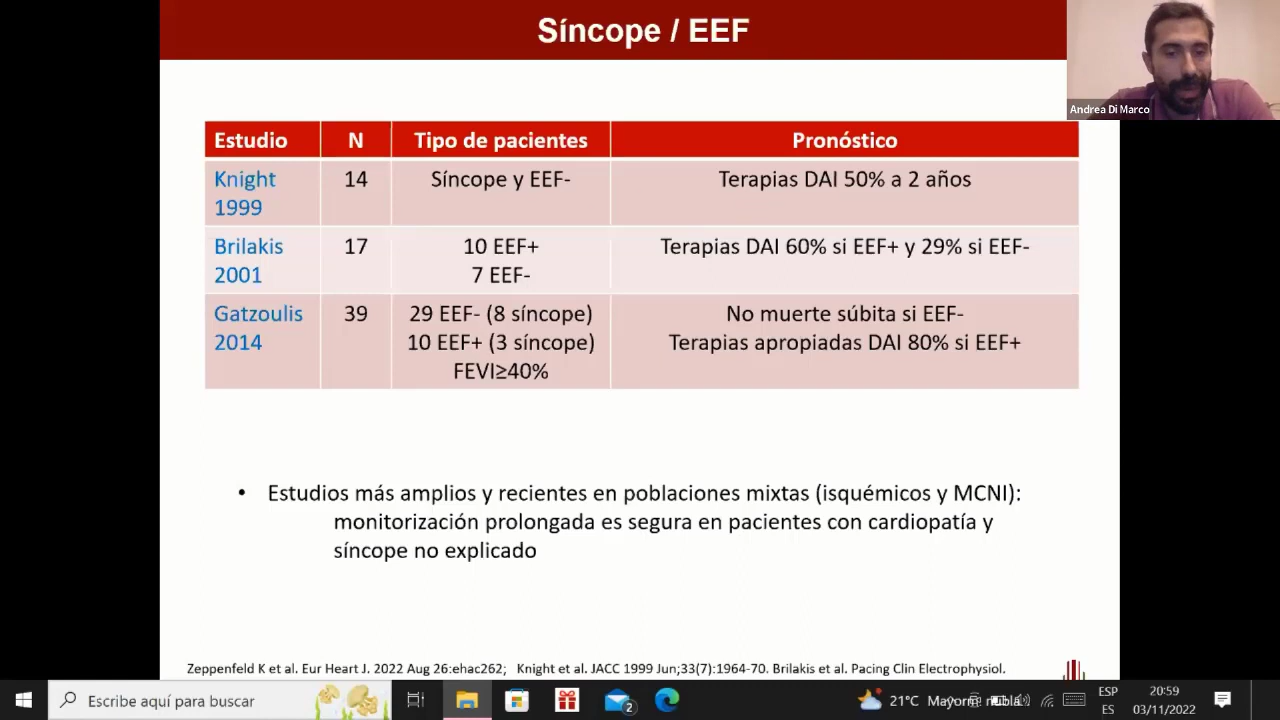 Síncope / EEF
Andrea Di Marco
Estudio N Tipo de pacientes Pronóstico
Knight 14 Síncope y EEF- Terapias DAI 50% a 2 años
1999
Brilakis 17 10 EEF+ Terapias DAI 60% si EEF+ y 29% si EEF-
2001 7 EEF-
Gatzoulis 39 29 EEF- (8 síncope) No muerte súbita si EEF-
2014 10 EEF+ (3 síncope) Terapias apropiadas DAI 80% si EEF+
FEVI≥40%
• Estudios más amplios y recientes en poblaciones mixtas (isquémicos y MCNI):
monitorización prolongada es segura en pacientes con cardiopatía y
síncope no explicado
Zeppenfeld K et al. Eur Heart J. 2022 Aug 26:ehac262; Knight et al. JACC 1999 Jun;33(7):1964-70. Brilakis et al. Pacing Clin Electrophysiol.
Escribe aquí para buscar 2 21°C ESP 20:59
ES 03/11/2022